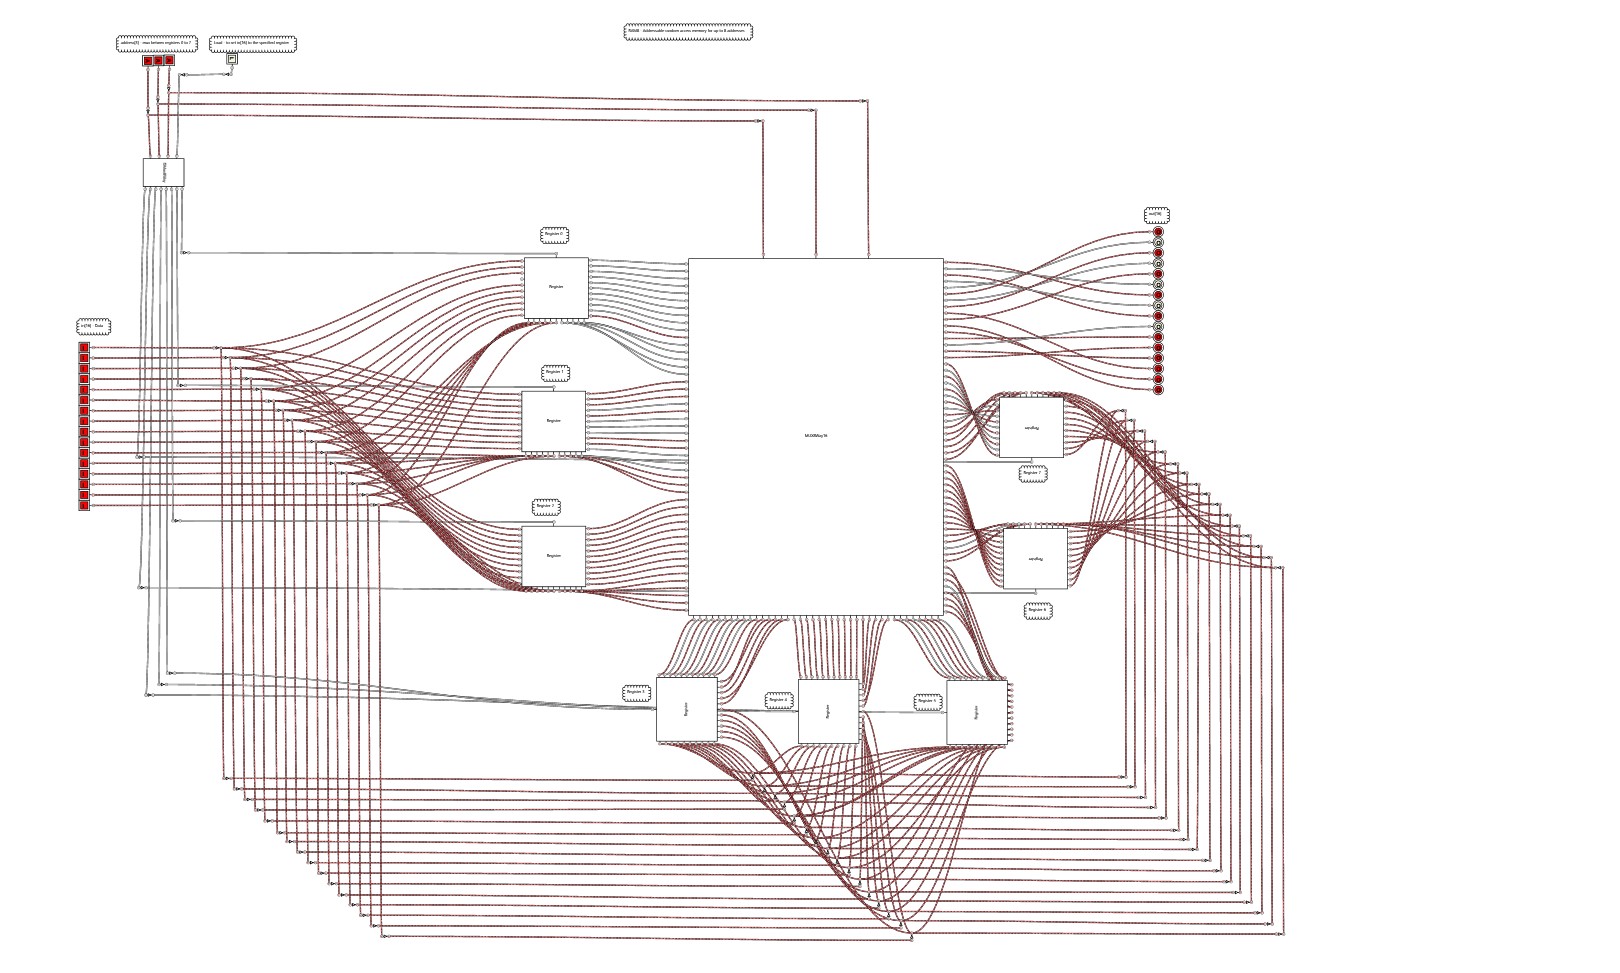 RAM8 - Addressable random access memory for up to 8 addresses
address[3] - mux between registers 0 to 7
Load - to set in[16] to the specified register
out[16]
Register 0
Register
in[16] - Data
Register 1
Register
MUX8Way16
Register
Register 7
Register 2
Register
Register
Register 6
Register 3
Register 4
Register 5
Register
Register
Register